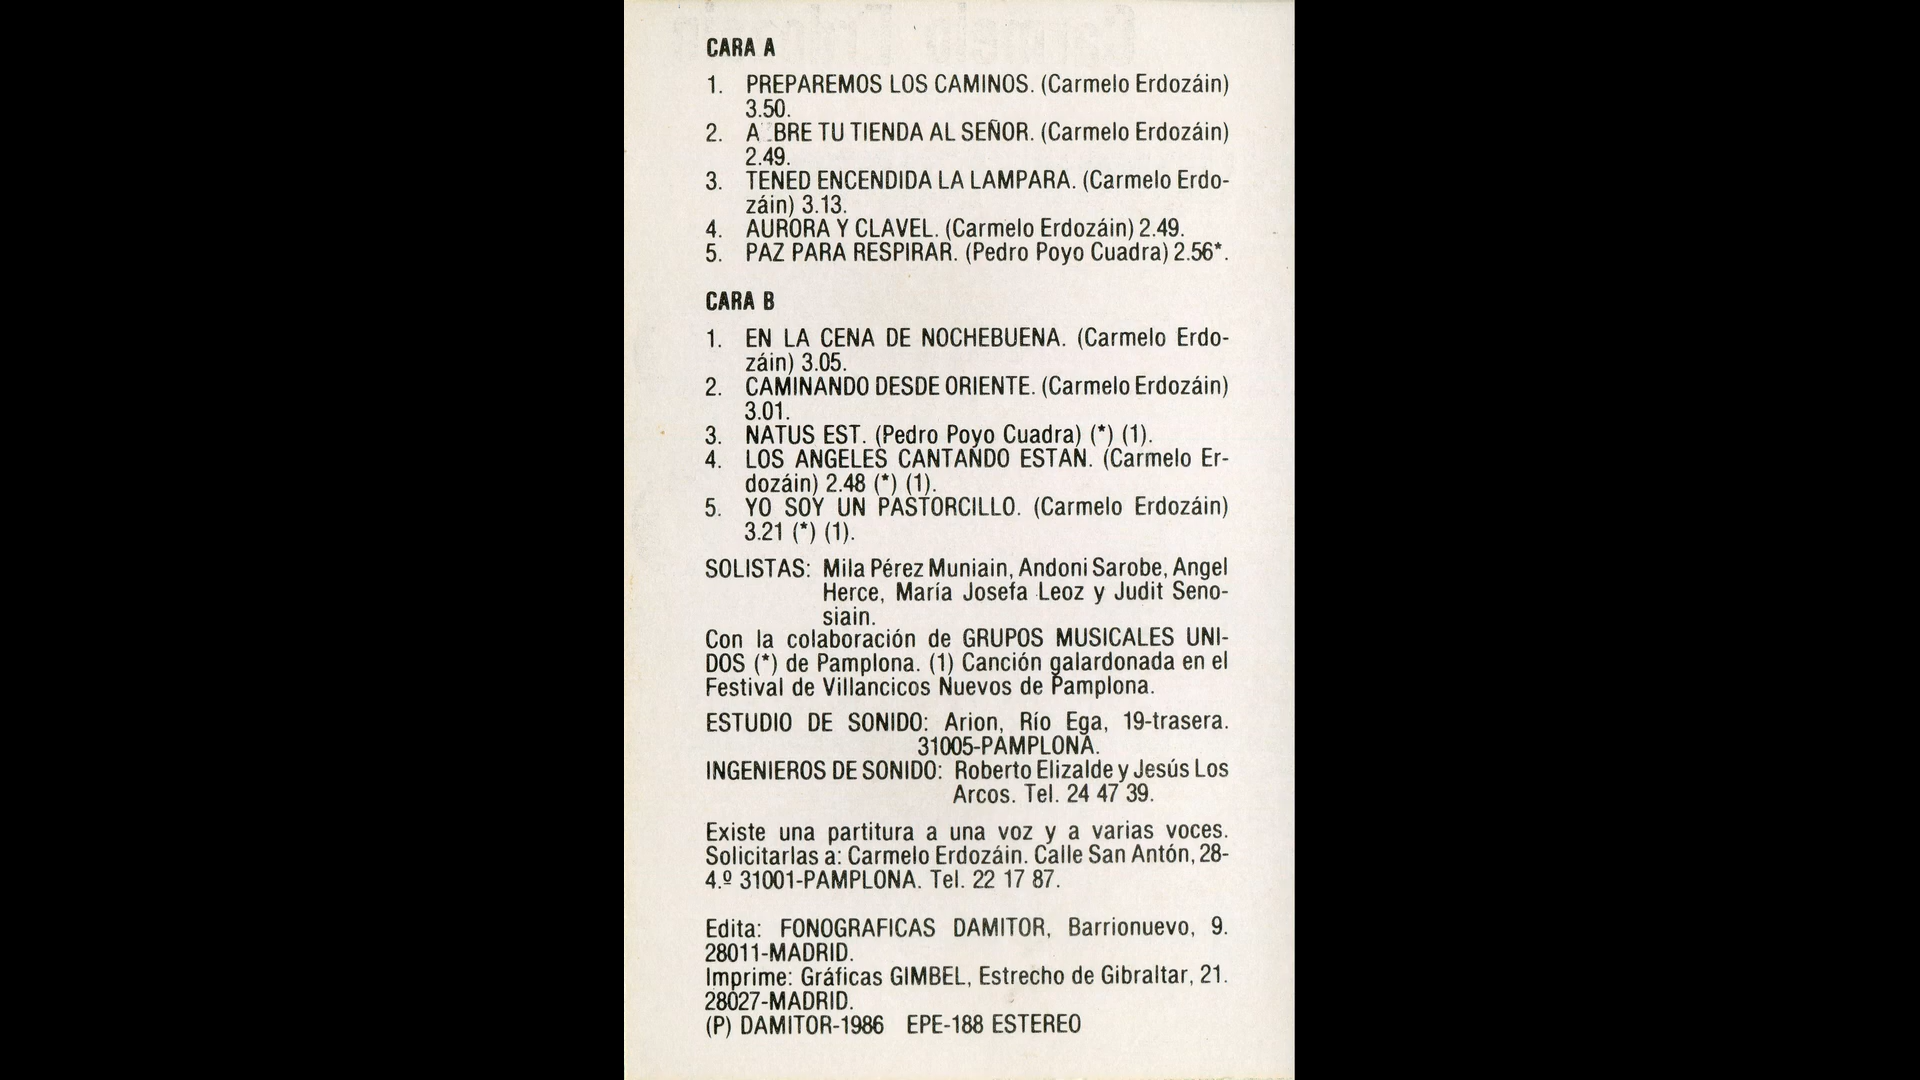 CARA A
1. PREPAREMOS LOS CAMINOS. (Carmelo Erdozáin)
3.50.
2. A BRE TU TIENDA AL SEÑOR. (Carmelo Erdozáin)
2.49.
3. TENED ENCENDIDA LA LAMPARA. (Carmelo Erdo-
záin) 3.13.
4. AURORA Y CLAVEL. (Carmelo Erdozáin) 2.49.
5. PAZ PARA RESPIRAR. (Pedro Poyo Cuadra) 2.56*.
CARA B
1. EN LA CENA DE NOCHEBUENA. (Carmelo Erdo-
záin) 3.05.
2. CAMINANDO DESDE ORIENTE. (Carmelo Erdozáin)
3.01.
3. NATUS EST. (Pedro Poyo Cuadra) (*) (1).
4. LOS ANGELES CANTANDO ESTAN. (Carmelo Er-
dozáin) 2.48 (*) (1).
5. YO SOY UN PASTORCILLO. (Carmelo Erdozáin)
3.21 (*) (1).
SOLISTAS: Mila Pérez Muniain, Andoni Sarobe, Angel
Herce, María Josefa Leoz y Judit Seno-
siain.
Con la colaboración de GRUPOS MUSICALES UNI-
DOS (*) de Pamplona. (1) Canción galardonada en el
Festival de Villancicos Nuevos de Pamplona.
ESTUDIO DE SONIDO: Arion, Río Ega, 19-trasera.
31005-PAMPLONA.
INGENIEROS DE SONIDO: Roberto Elizalde y Jesús Los
Arcos. Tel. 24 47 39.
Existe una partitura a una voz y a varias voces.
Solicitarlas a: Carmelo Erdozáin. Calle San Antón, 28-
4.º 31001-PAMPLONA. Tel. 22 17 87.
Edita: FONOGRAFICAS DAMITOR, Barrionuevo, 9.
28011-MADRID.
Imprime: Gráficas GIMBEL, Estrecho de Gibraltar, 21.
28027-MADRID.
(P) DAMITOR-1986 EPE-188 ESTEREO